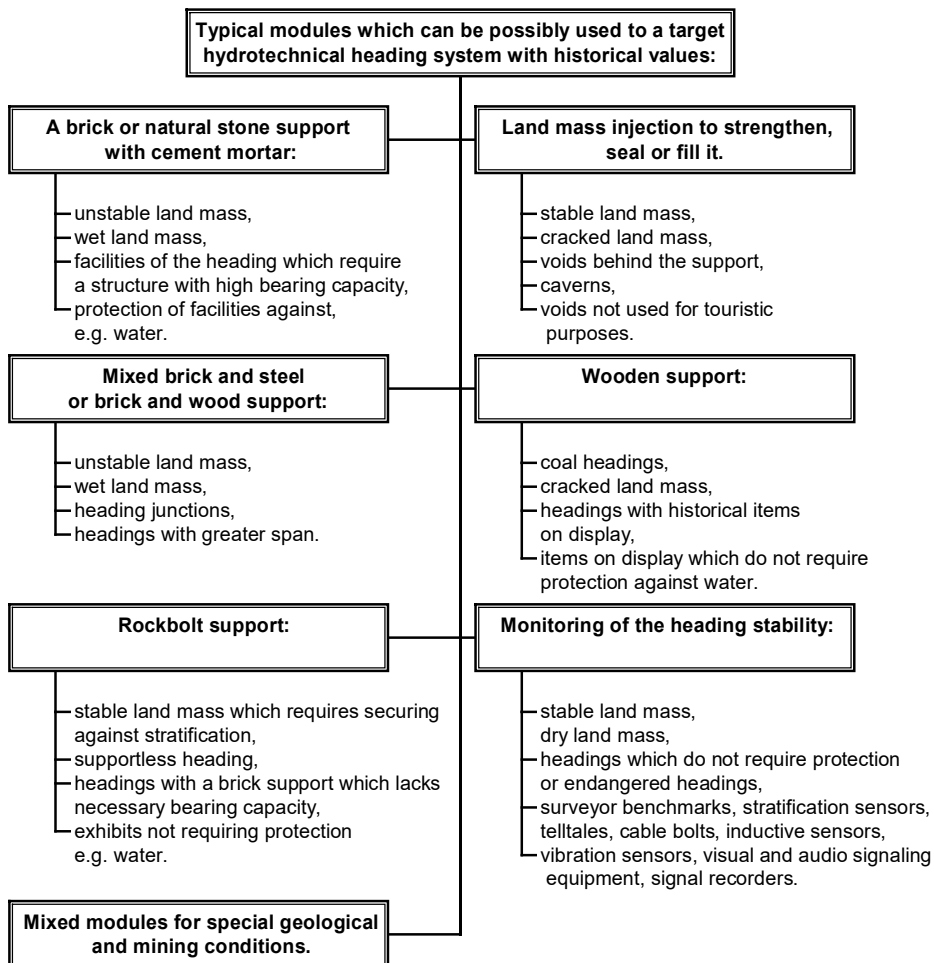 Typical modules which can be possibly used to a target
hydrotechnical heading system with historical values:
A brick or natural stone support
with cement mortar:
unstable land mass,
wet land mass,
facilities of the heading which require
a structure with high bearing capacity,
protection of facilities against,
e.g. water.
Land mass injection to strengthen,
seal or fill it.
stable land mass,
cracked land mass,
voids behind the support,
caverns,
voids not used for touristic
purposes.
Mixed brick and steel
or brick and wood support:
unstable land mass,
wet land mass,
heading junctions,
headings with greater span.
Wooden support:
coal headings,
cracked land mass,
headings with historical items
on display,
items on display which do not require
protection against water.
Rockbolt support:
stable land mass which requires securing
against stratification,
supportless heading,
headings with a brick support which lacks
necessary bearing capacity,
exhibits not requiring protection
e.g. water.
Monitoring of the heading stability:
stable land mass,
dry land mass,
headings which do not require protection
or endangered headings,
surveyor benchmarks, stratification sensors,
telltales, cable bolts, inductive sensors,
vibration sensors, visual and audio signaling
equipment, signal recorders.
Mixed modules for special geological
and mining conditions.